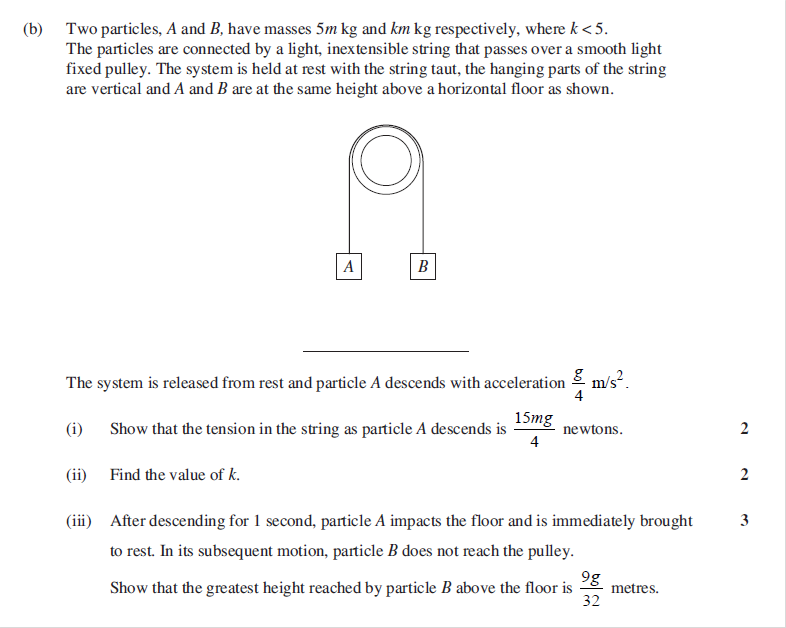 (b) Two particles, A and B, have masses 5m kg and km kg respectively, where k < 5.
The particles are connected by a light, inextensible string that passes over a smooth light
fixed pulley. The system is held at rest with the string taut, the hanging parts of the string
are vertical and A and B are at the same height above a horizontal floor as shown.
A B
The system is released from rest and particle A descends with acceleration g/4 m/s².
(i) Show that the tension in the string as particle A descends is 15mg/4 newtons. 2
(ii) Find the value of k. 2
(iii) After descending for 1 second, particle A impacts the floor and is immediately brought 3
to rest. In its subsequent motion, particle B does not reach the pulley.
Show that the greatest height reached by particle B above the floor is 9g/32 metres.